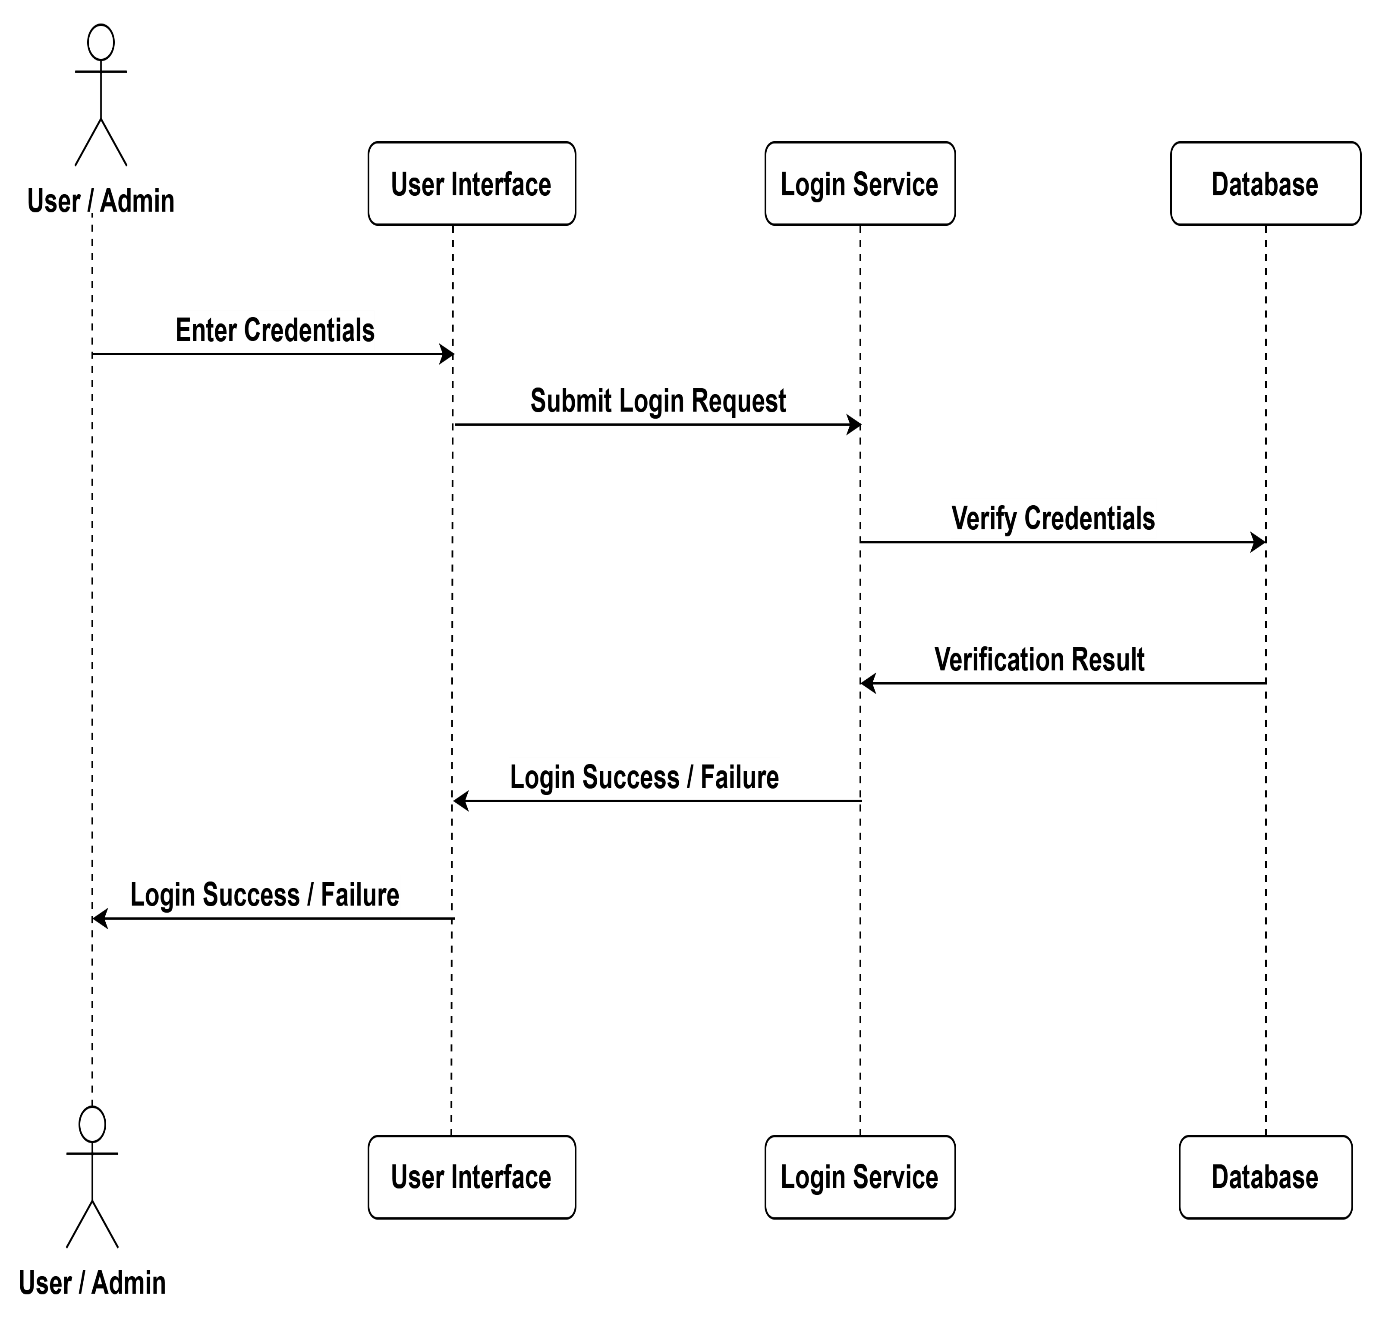 User / Admin
User Interface
Login Service
Database
Enter Credentials
Submit Login Request
Verify Credentials
Verification Result
Login Success / Failure
Login Success / Failure
User Interface
Login Service
Database
User / Admin